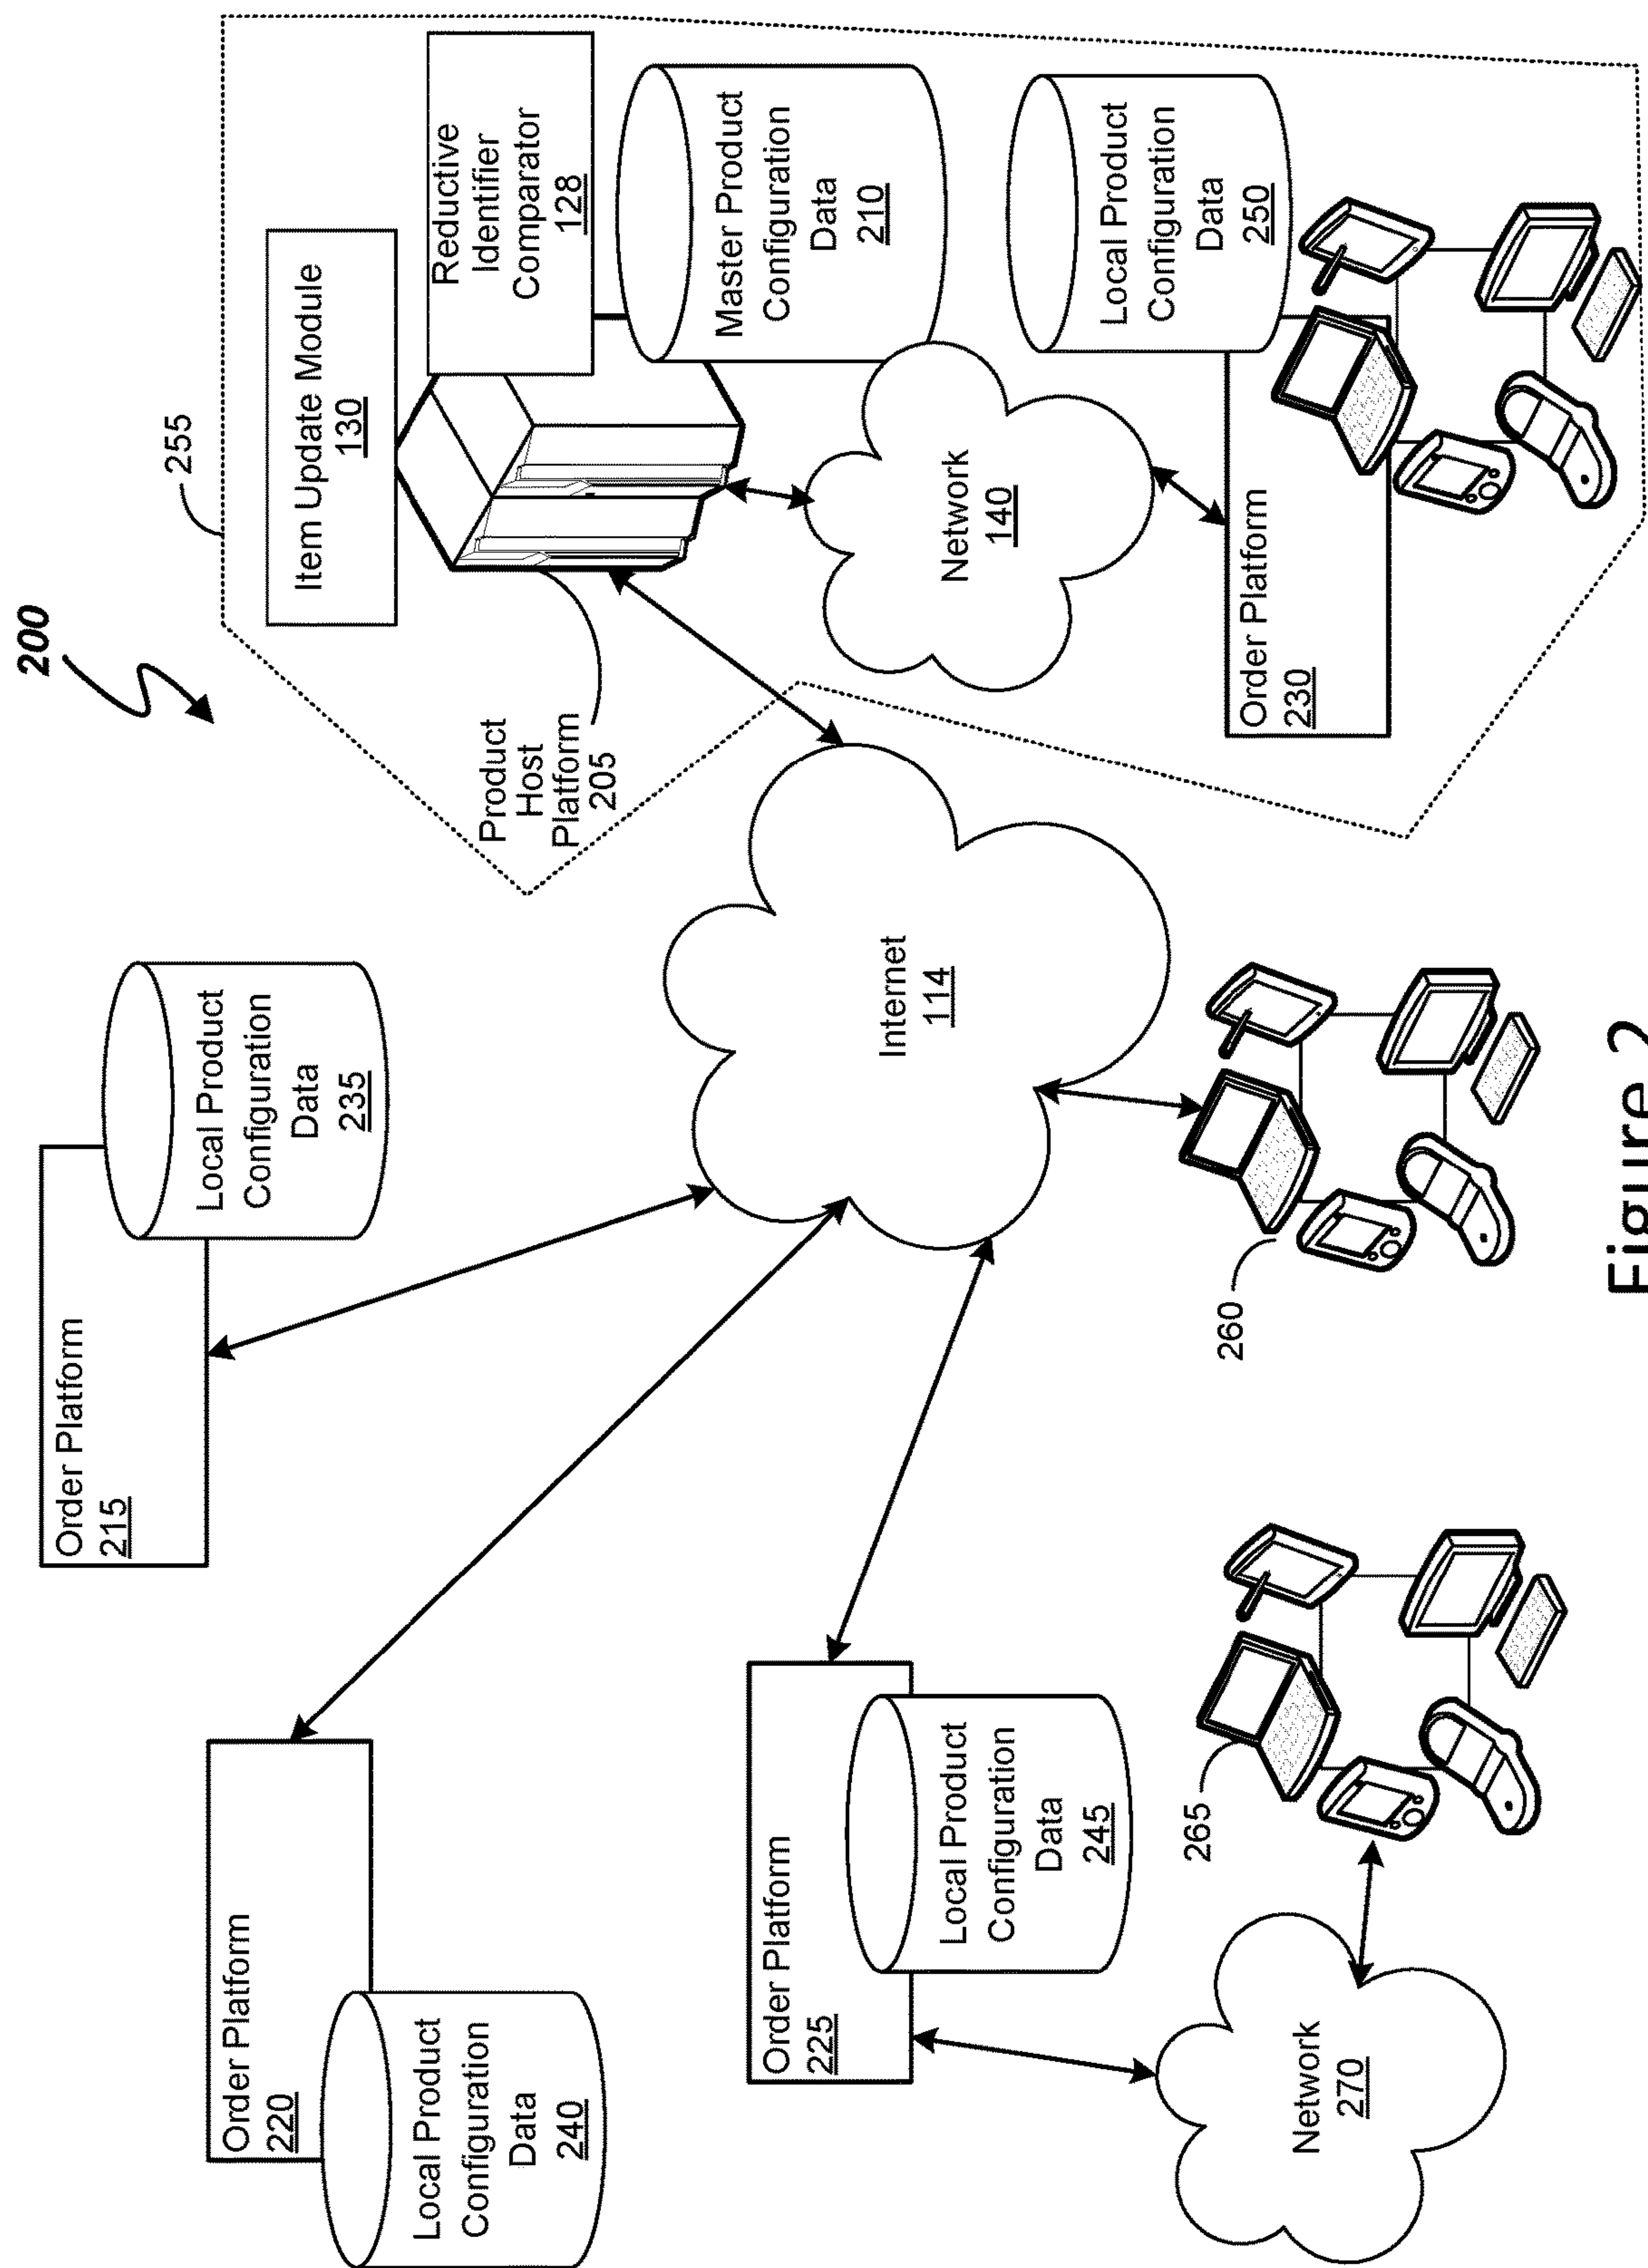 200
Order Platform
220
Local Product
Configuration
Data
240
Order Platform
215
Local Product
Configuration
Data
235
255
Item Update Module
130
Reductive
Identifier
Comparator
128
Product
Host
Platform
205
Master Product
Configuration
Data
210
Order Platform
225
Local Product
Configuration
Data
245
Internet
114
Network
140
Local Product
Configuration
Data
250
Order Platform
230
Network
270
265
260
Figure 2